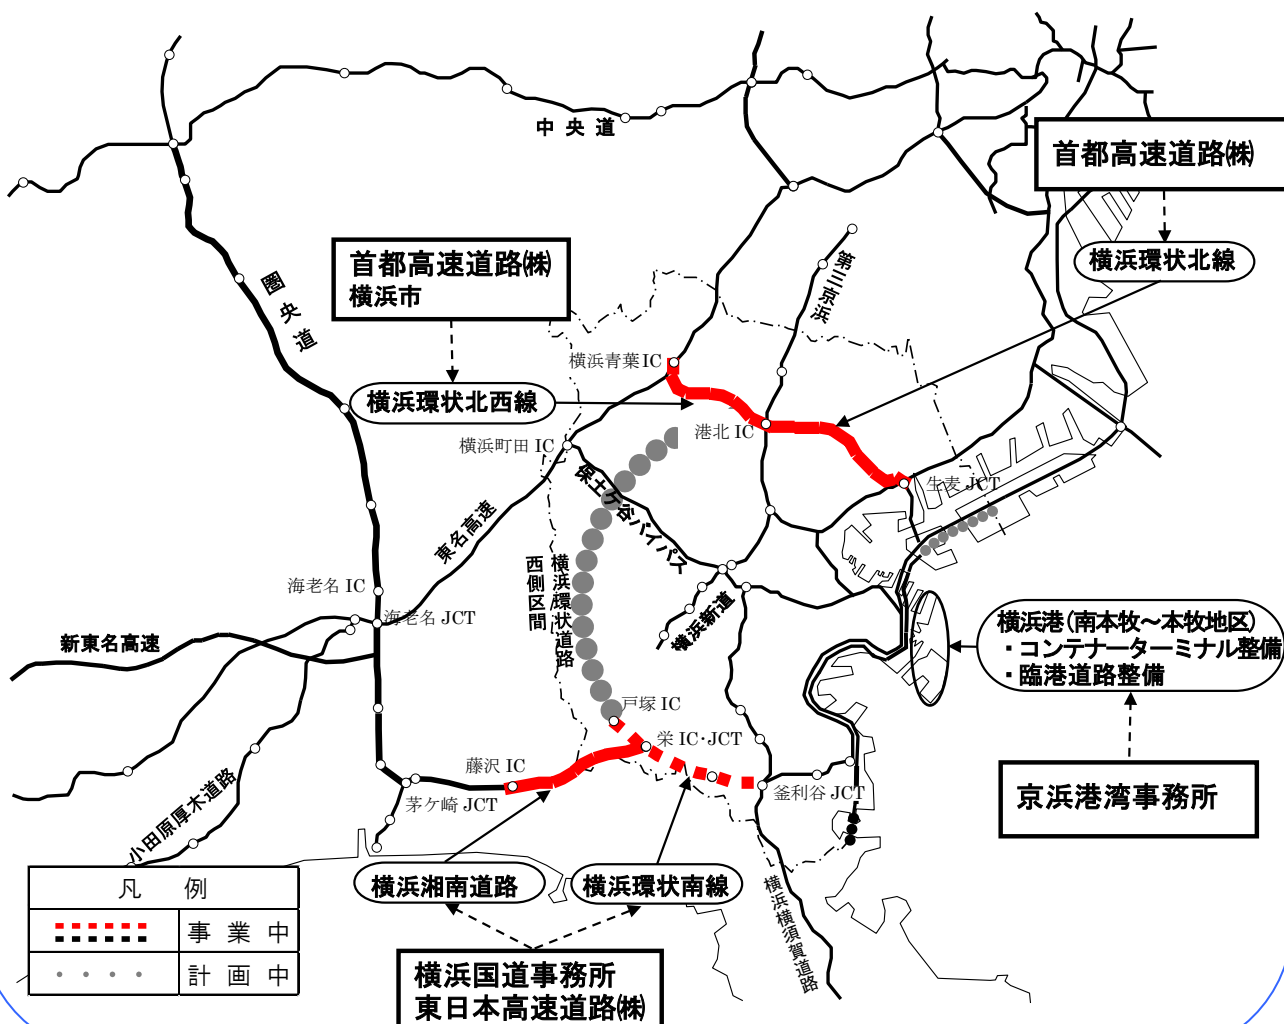 中央道
首都高速道路㈱
横浜環状北線
圏央道
首都高速道路㈱
横浜市
第三京浜
横浜青葉 IC
横浜環状北西線
港北 IC
横浜町田 IC
生麦 JCT
保土ケ谷バイパス
東名高速
横浜環状道路
西側区間
海老名 IC
海老名 JCT
横浜新道
新東名高速
横浜港（南本牧～本牧地区）
・コンテナーターミナル整備
・臨港道路整備
戸塚 IC
栄 IC・JCT
藤沢 IC
茅ケ崎 JCT
釜利谷 JCT
京浜港湾事務所
小田原厚木道路
横浜湘南道路
横浜環状南線
横浜横須賀道路
凡 例
事 業 中
計 画 中
横浜国道事務所
東日本高速道路㈱